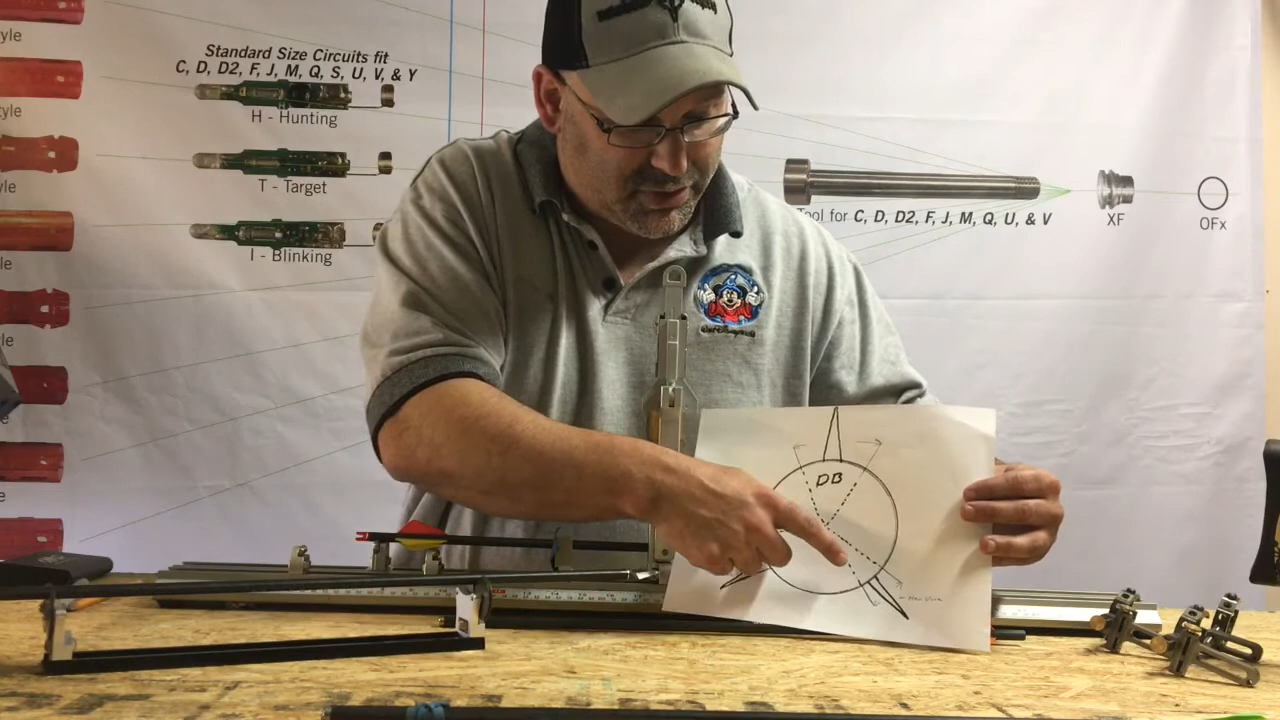 Standard Size Circuits fit
C, D, D2, F, J, M, Q, S, U, V, & Y
H - Hunting
T - Target
I - Blinking
Tool for C, D, D2, F, J, M, Q, U, & V
XF
OFx
yle
tyle
yle
le
le
yle
e
DB